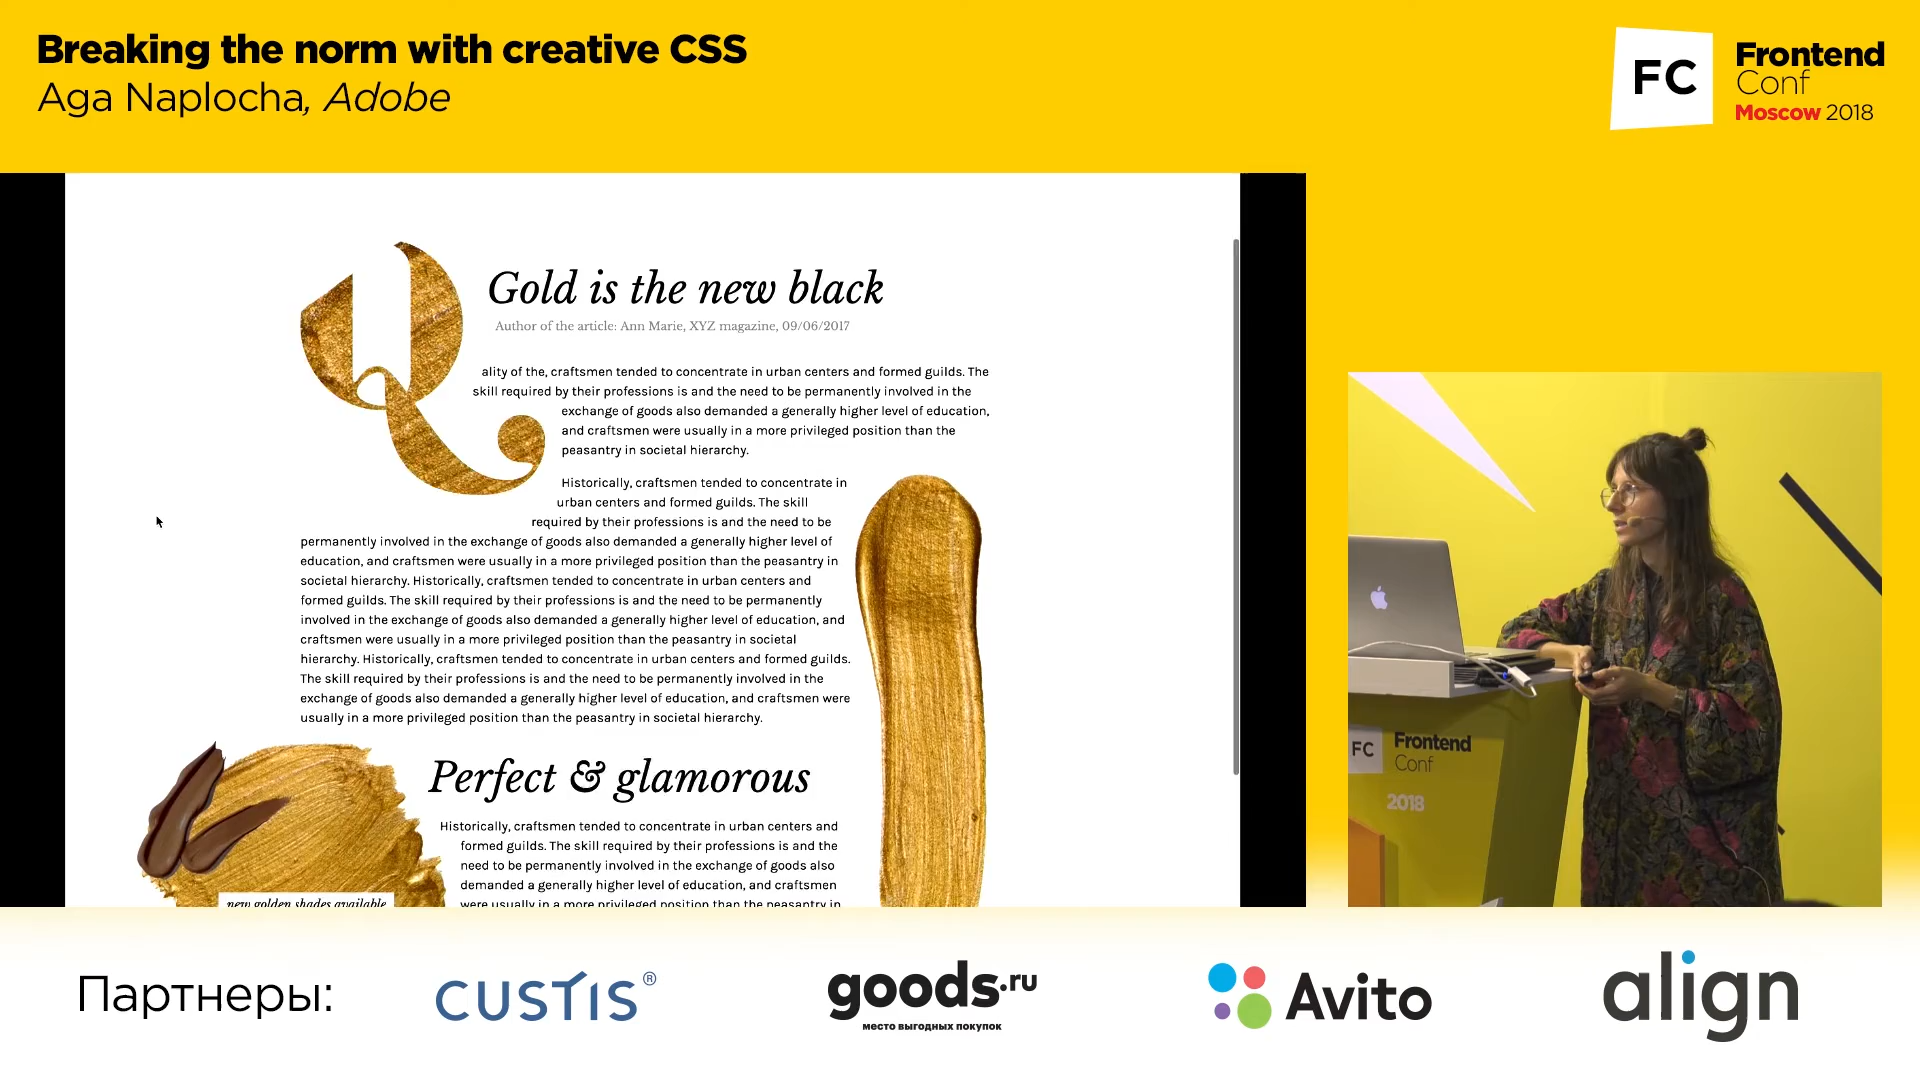 Breaking the norm with creative CSS
Aga Naplocha, Adobe
FC
Frontend
Conf
Moscow 2018
Q
Gold is the new black
Author of the article: Ann Marie, XYZ magazine, 09/06/2017
ality of the, craftsmen tended to concentrate in urban centers and formed guilds. The
skill required by their professions is and the need to be permanently involved in the
exchange of goods also demanded a generally higher level of education,
and craftsmen were usually in a more privileged position than the
peasantry in societal hierarchy.
Historically, craftsmen tended to concentrate in
urban centers and formed guilds. The skill
required by their professions is and the need to be
permanently involved in the exchange of goods also demanded a generally higher level of
education, and craftsmen were usually in a more privileged position than the peasantry in
societal hierarchy. Historically, craftsmen tended to concentrate in urban centers and
formed guilds. The skill required by their professions is and the need to be permanently
involved in the exchange of goods also demanded a generally higher level of education, and
craftsmen were usually in a more privileged position than the peasantry in societal
hierarchy. Historically, craftsmen tended to concentrate in urban centers and formed guilds.
The skill required by their professions is and the need to be permanently involved in the
exchange of goods also demanded a generally higher level of education, and craftsmen were
usually in a more privileged position than the peasantry in societal hierarchy.
Perfect & glamorous
Historically, craftsmen tended to concentrate in urban centers and
formed guilds. The skill required by their professions is and the
need to be permanently involved in the exchange of goods also
demanded a generally higher level of education, and craftsmen
were usually in a more privileged position than the peasantry in
new golden shades available
FC
Frontend
Conf
2018
Партнеры:
CUSTIS®
goods.ru
место выгодных покупок
Avito
align